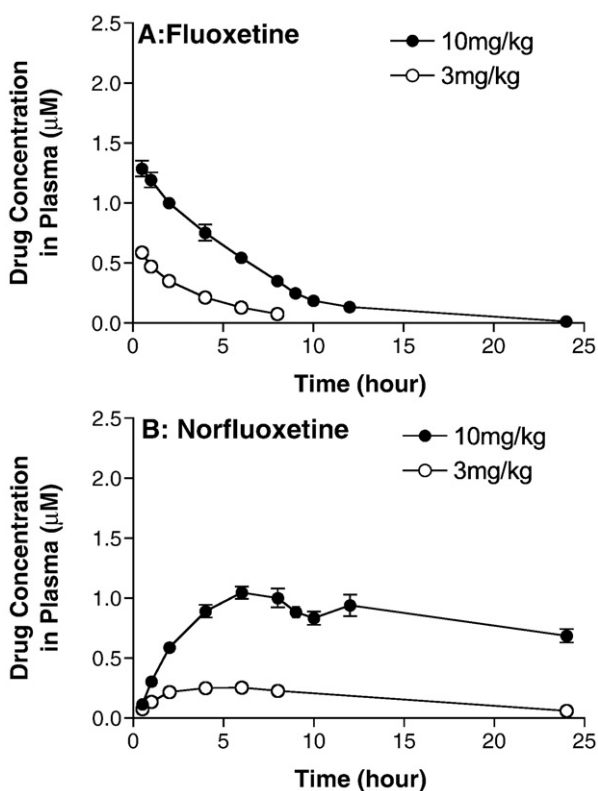 A:Fluoxetine
10mg/kg
3mg/kg
Drug Concentration
in Plasma (μM)
2.5
2.0
1.5
1.0
0.5
0.0
0 5 10 15 20 25
Time (hour)
B: Norfluoxetine
10mg/kg
3mg/kg
Drug Concentration
in Plasma (μM)
2.5
2.0
1.5
1.0
0.5
0.0
0 5 10 15 20 25
Time (hour)